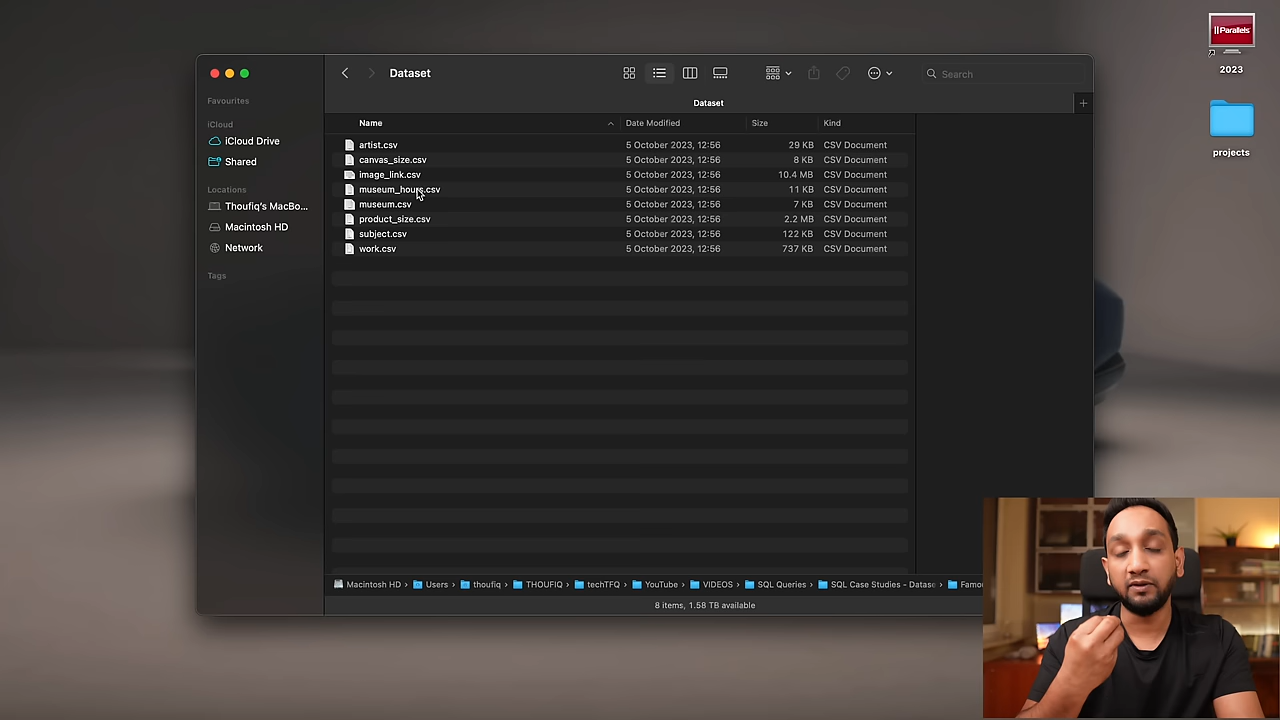 Parallels
2023
projects
Dataset
Search
Favourites
iCloud
iCloud Drive
Shared
Locations
Thoufiq's MacBo...
Macintosh HD
Network
Tags
Dataset
Name Date Modified Size Kind
artist.csv 5 October 2023, 12:56 29 KB CSV Document
canvas_size.csv 5 October 2023, 12:56 8 KB CSV Document
image_link.csv 5 October 2023, 12:56 10.4 MB CSV Document
museum_hours.csv 5 October 2023, 12:56 11 KB CSV Document
museum.csv 5 October 2023, 12:56 7 KB CSV Document
product_size.csv 5 October 2023, 12:56 2.2 MB CSV Document
subject.csv 5 October 2023, 12:56 122 KB CSV Document
work.csv 5 October 2023, 12:56 737 KB CSV Document
Macintosh HD › Users › thoufiq › THOUFIQ › techTFQ › YouTube › VIDEOS › SQL Queries › SQL Case Studies - Datase › Famo
8 items, 1.58 TB available